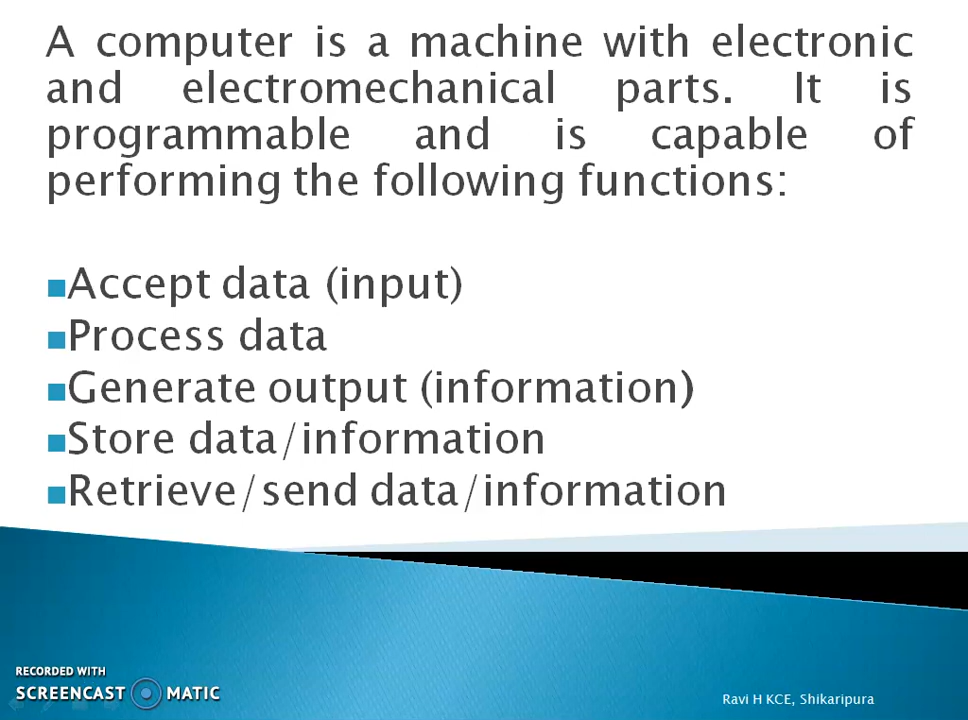 A computer is a machine with electronic
and electromechanical parts. It is
programmable and is capable of
performing the following functions:
Accept data (input)
Process data
Generate output (information)
Store data/information
Retrieve/send data/information
RECORDED WITH
SCREENCAST MATIC
Ravi H KCE, Shikaripura